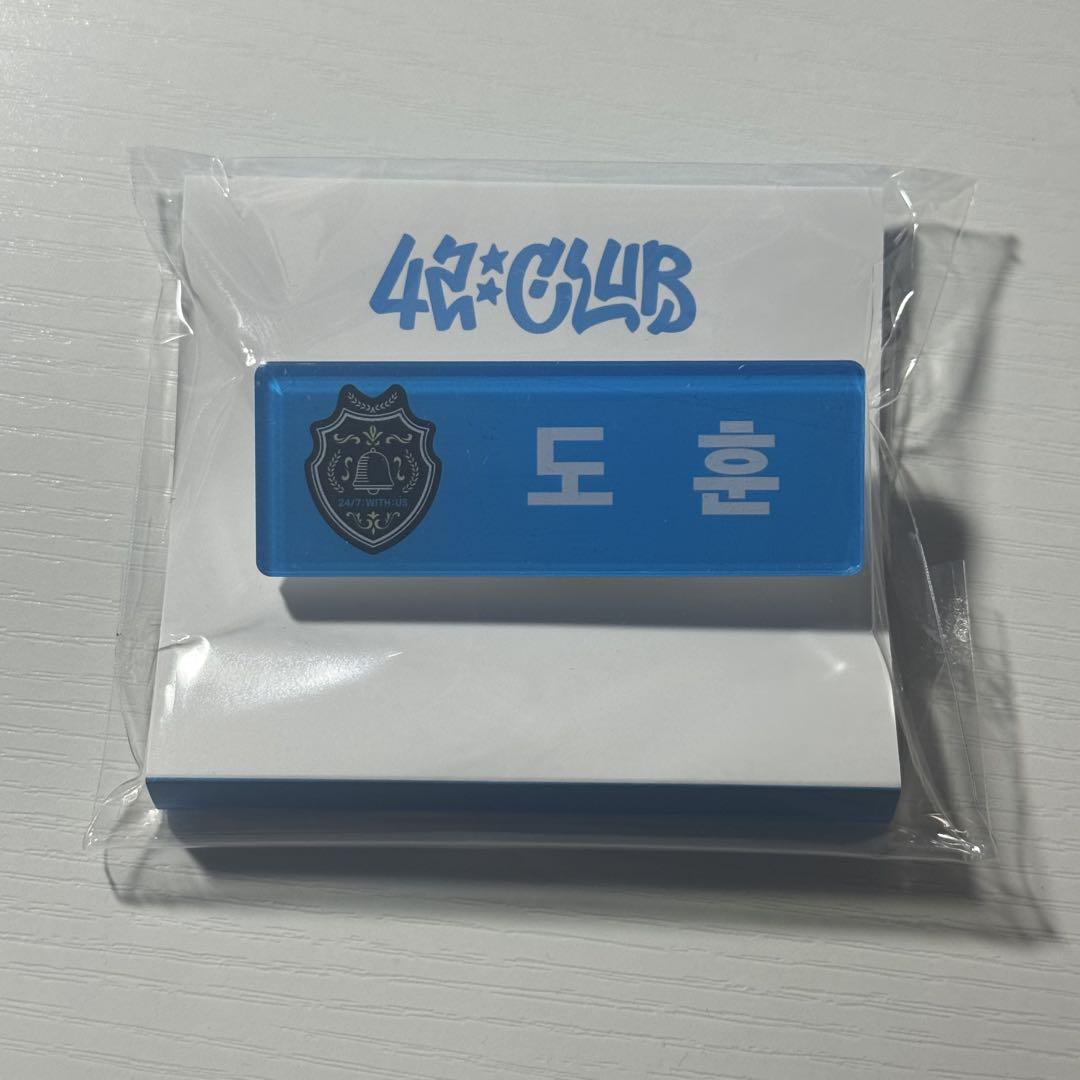 42:CLUB
도 훈
24/7:WITH:US